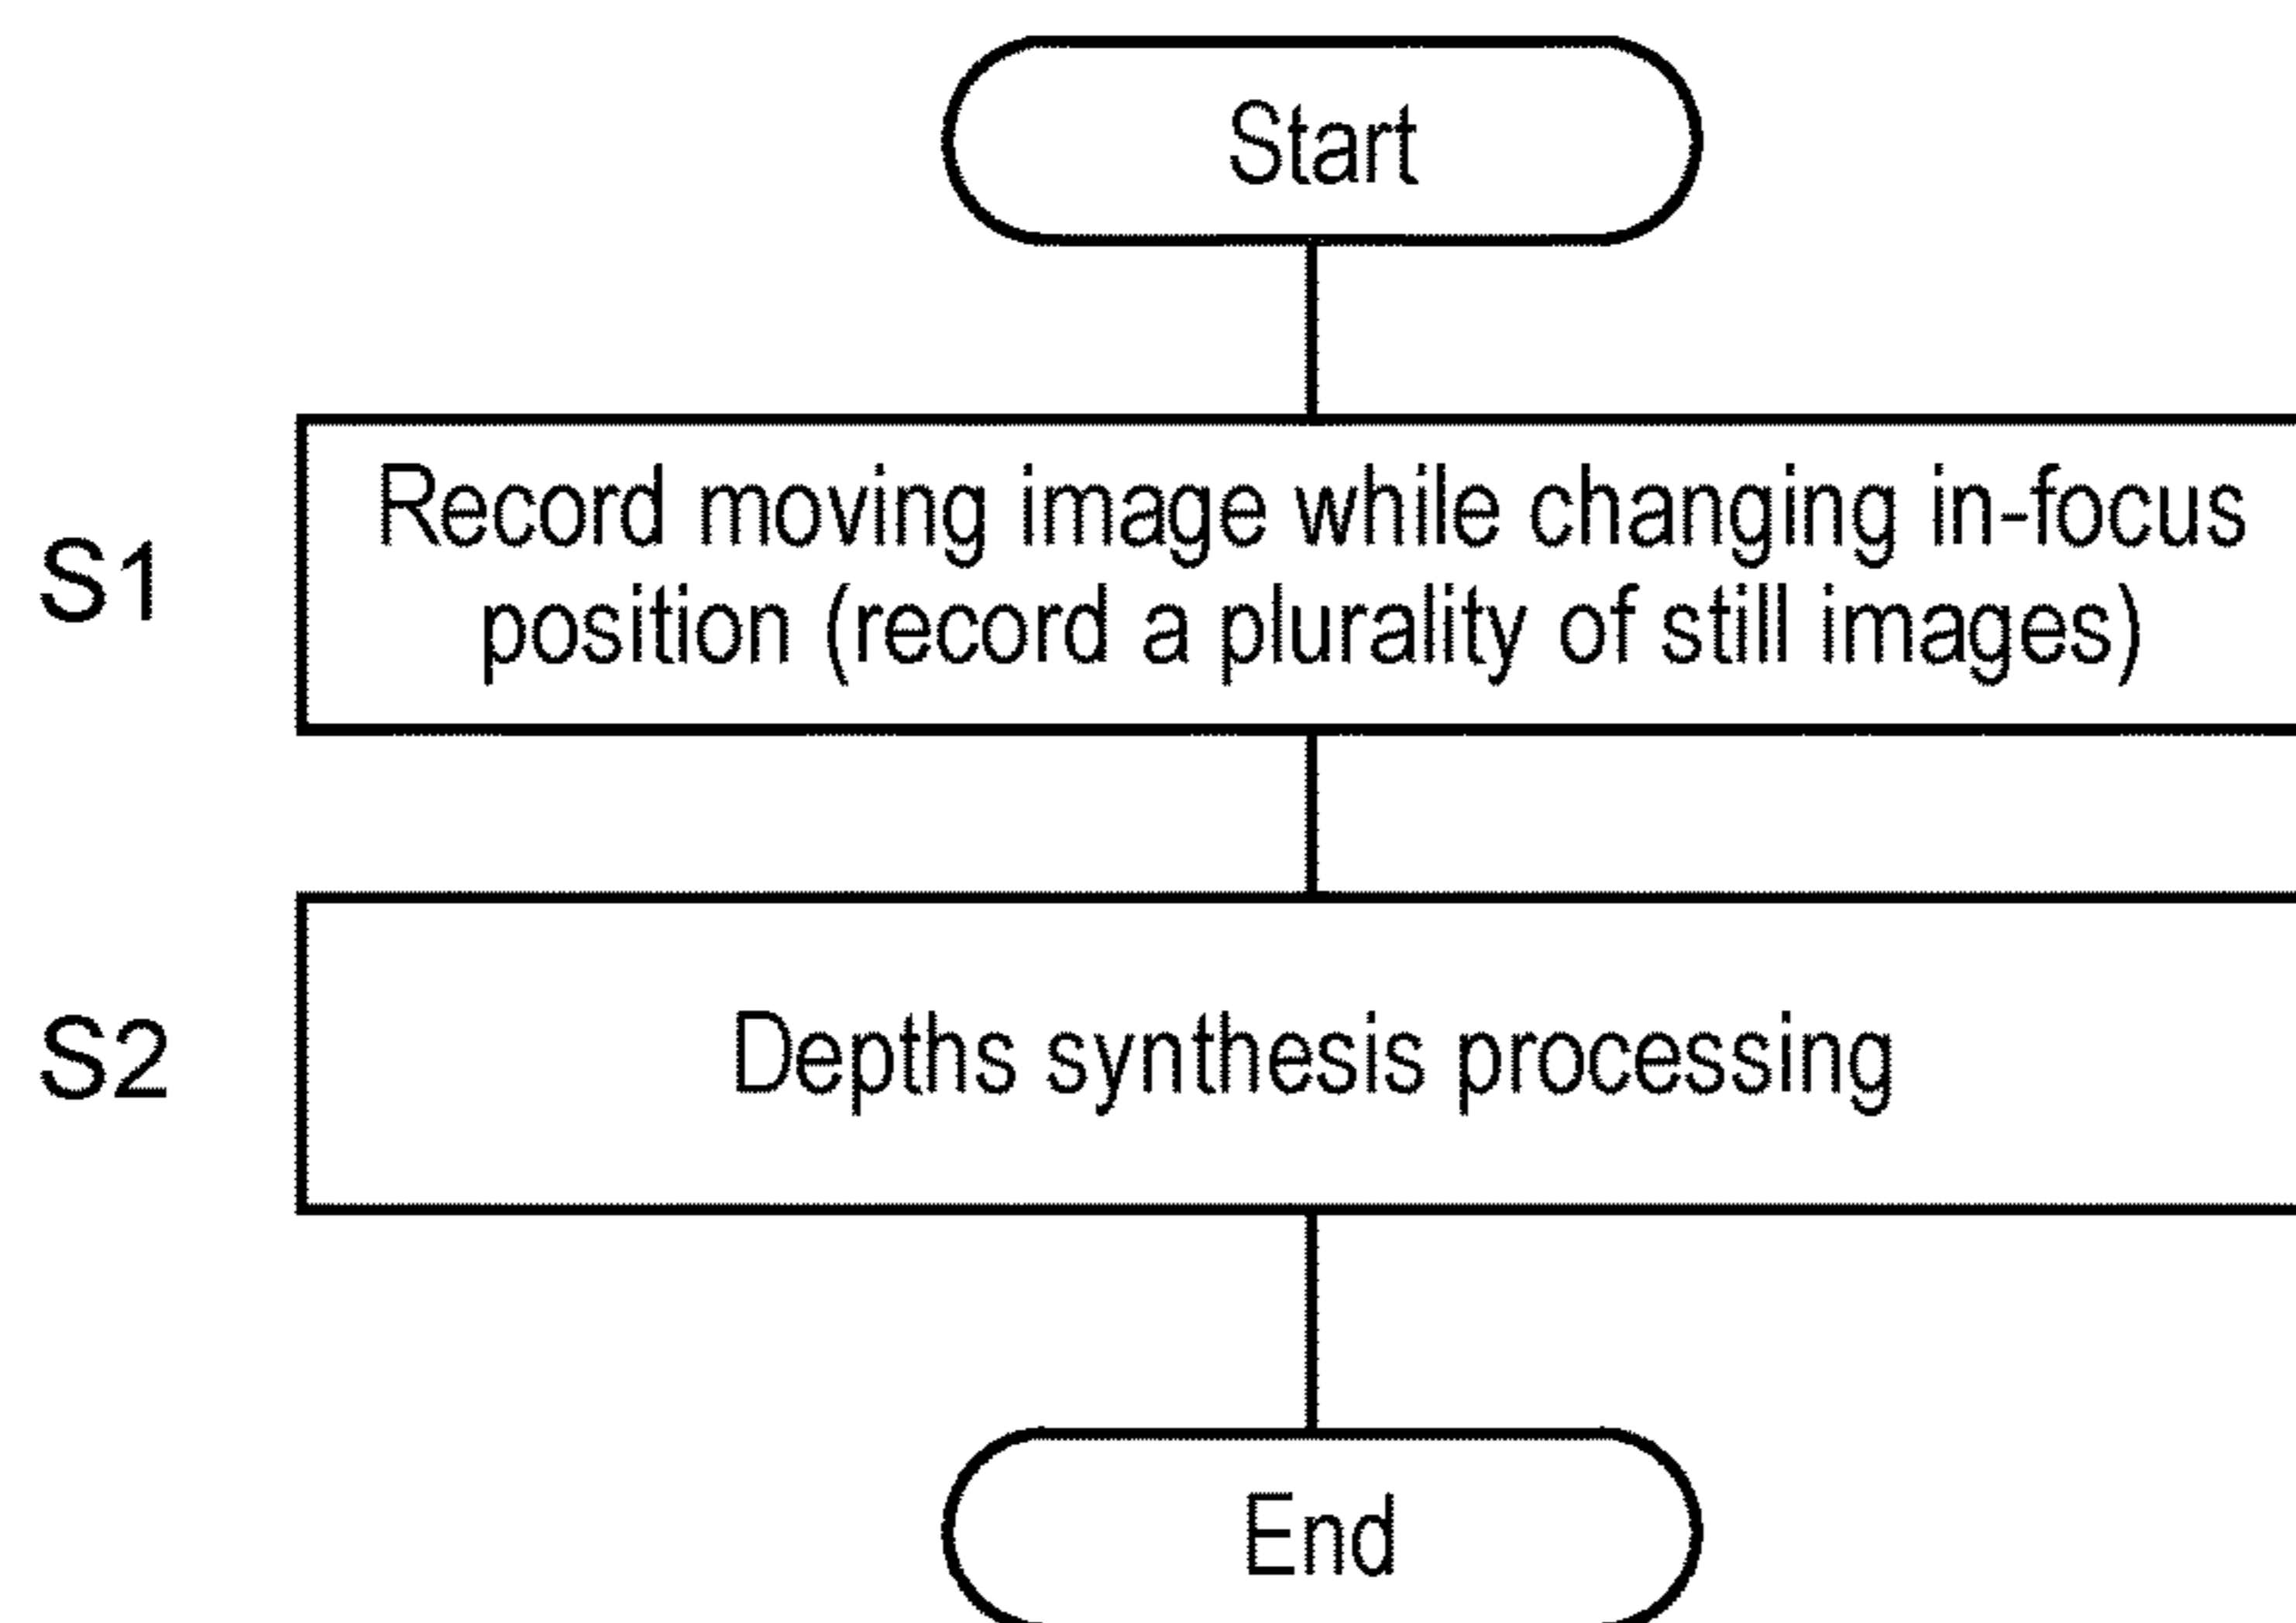 Start
S1
Record moving image while changing in-focus
position (record a plurality of still images)
S2
Depths synthesis processing
End